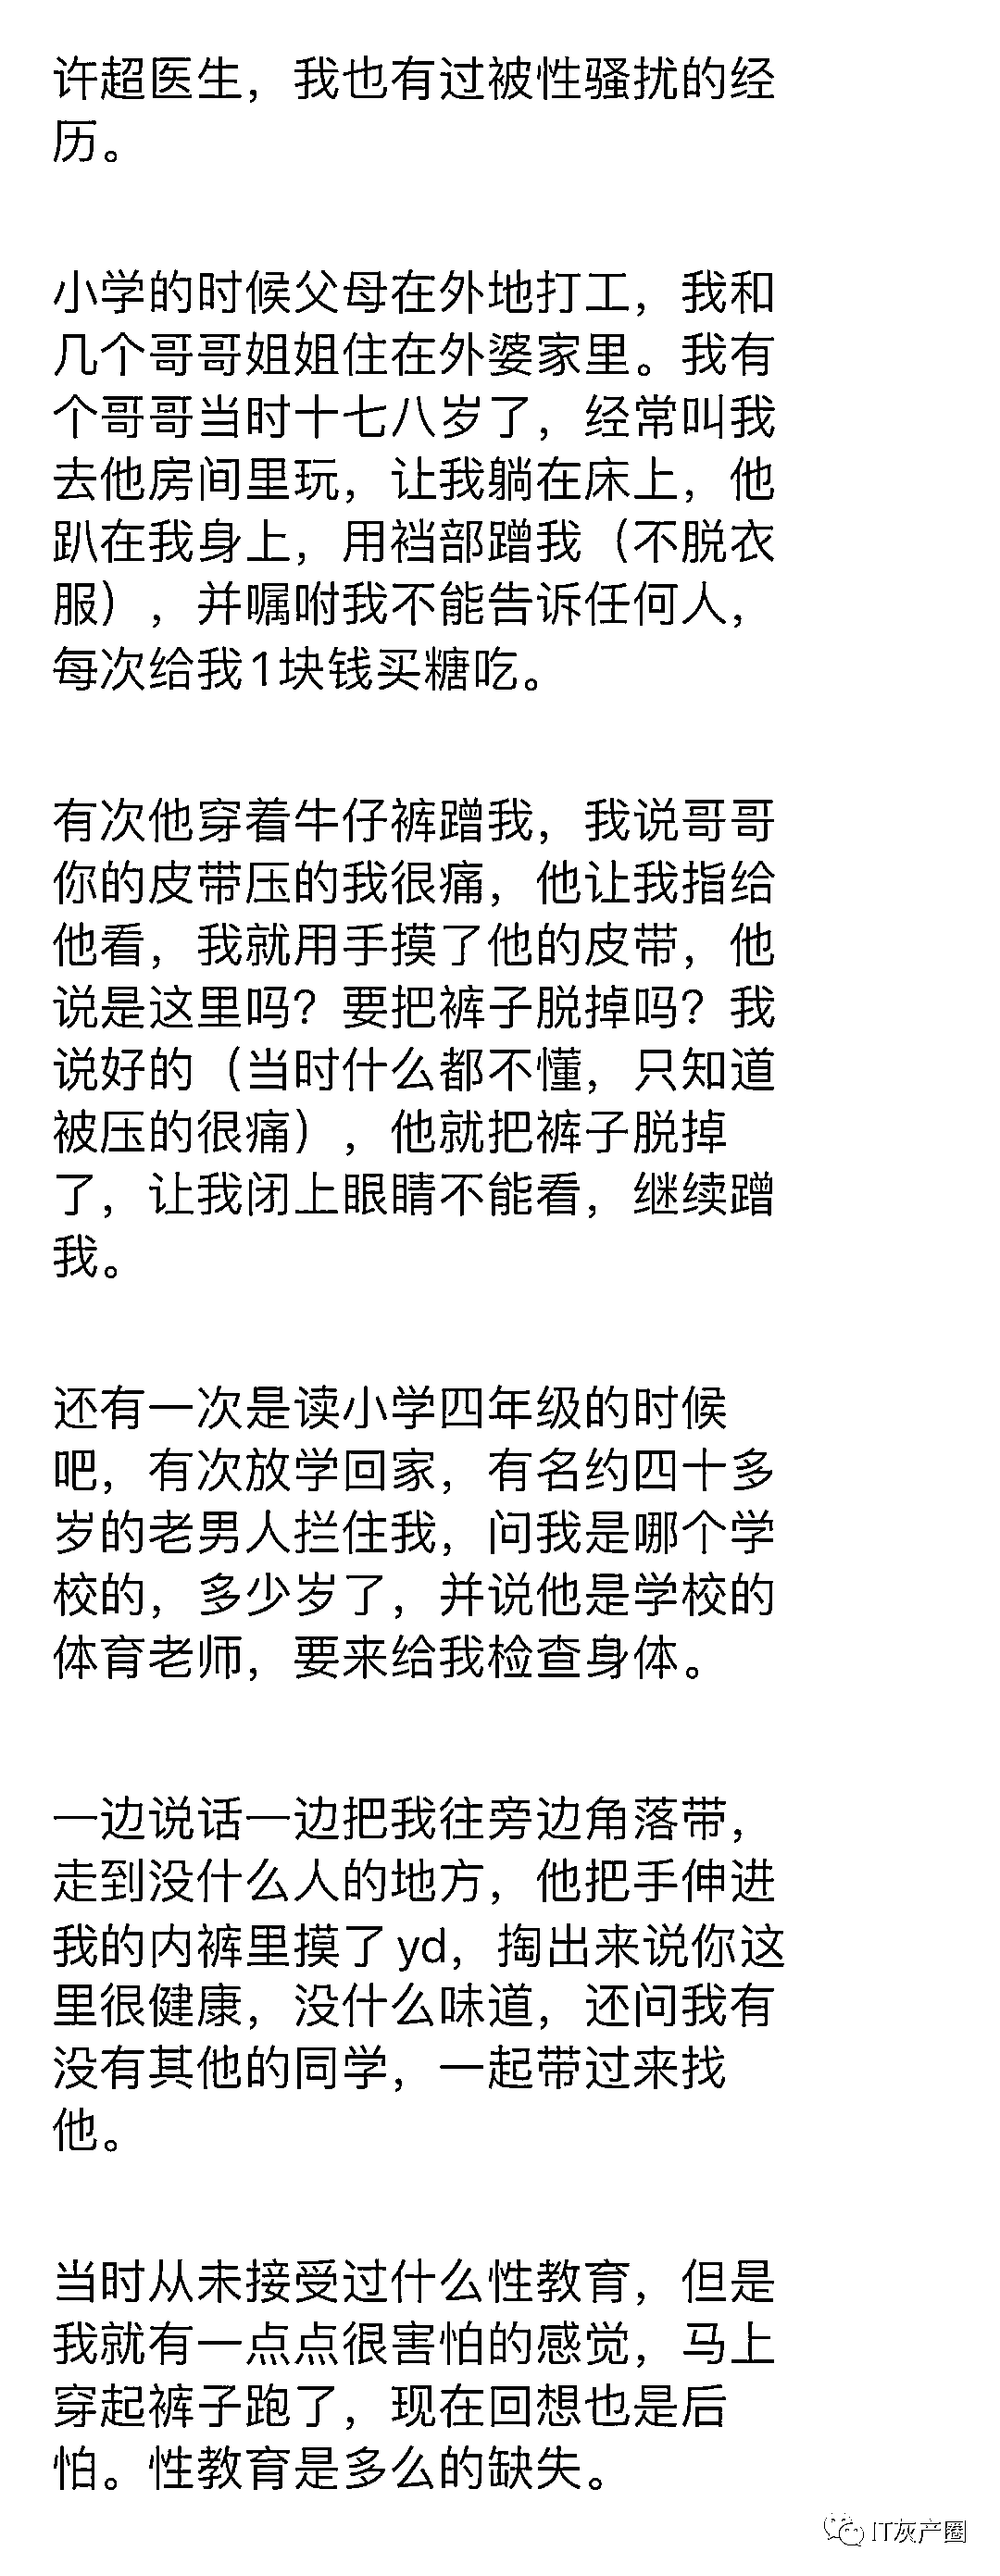 许超医生，我也有过被性骚扰的经
历。
小学的时候父母在外地打工，我和
几个哥哥姐姐住在外婆家里。我有
个哥哥当时十七八岁了，经常叫我
去他房间里玩，让我躺在床上，他
趴在我身上，用裆部蹭我（不脱衣
服），并嘱咐我不能告诉任何人，
每次给我1块钱买糖吃。
有次他穿着牛仔裤蹭我，我说哥哥
你的皮带压的我很痛，他让我指给
他看，我就用手摸了他的皮带，他
说是这里吗？要把裤子脱掉吗？我
说好的（当时什么都不懂，只知道
被压的很痛），他就把裤子脱掉
了，让我闭上眼睛不能看，继续蹭
我。
还有一次是读小学四年级的时候
吧，有次放学回家，有名约四十多
岁的老男人拦住我，问我是哪个学
校的，多少岁了，并说他是学校的
体育老师，要来给我检查身体。
一边说话一边把我往旁边角落带，
走到没什么人的地方，他把手伸进
我的内裤里摸了yd，掏出来说你这
里很健康，没什么味道，还问我有
没有其他的同学，一起带过来找
他。
当时从未接受过什么性教育，但是
我就有一点点很害怕的感觉，马上
穿起裤子跑了，现在回想也是后
怕。性教育是多么的缺失。
IT灰产圈